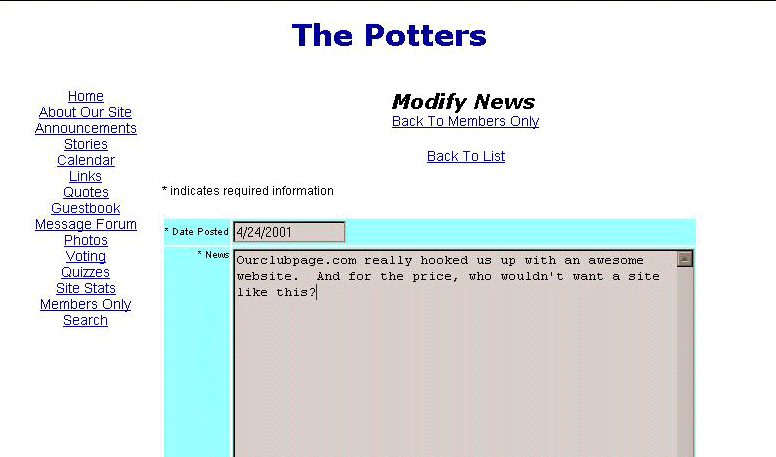 The Potters
Home
About Our Site
Announcements
Stories
Calendar
Links
Quotes
Guestbook
Message Forum
Photos
Voting
Quizzes
Site Stats
Members Only
Search
Modify News
Back To Members Only
Back To List
* indicates required information
* Date Posted 4/24/2001
* News
Ourclubpage.com really hooked us up with an awesome
website.  And for the price, who wouldn't want a site
like this?